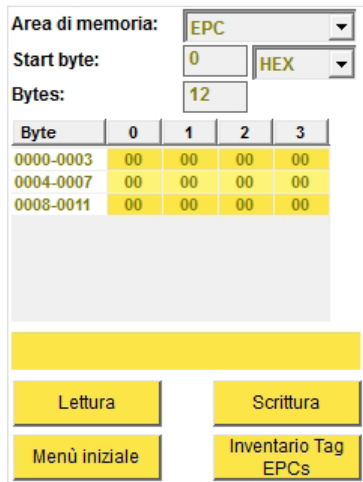 Area di memoria: EPC
Start byte: 0 HEX
Bytes: 12
Byte 0 1 2 3
0000-0003 00 00 00 00
0004-0007 00 00 00 00
0008-0011 00 00 00 00
Lettura Scrittura
Menù iniziale Inventario Tag
EPCs